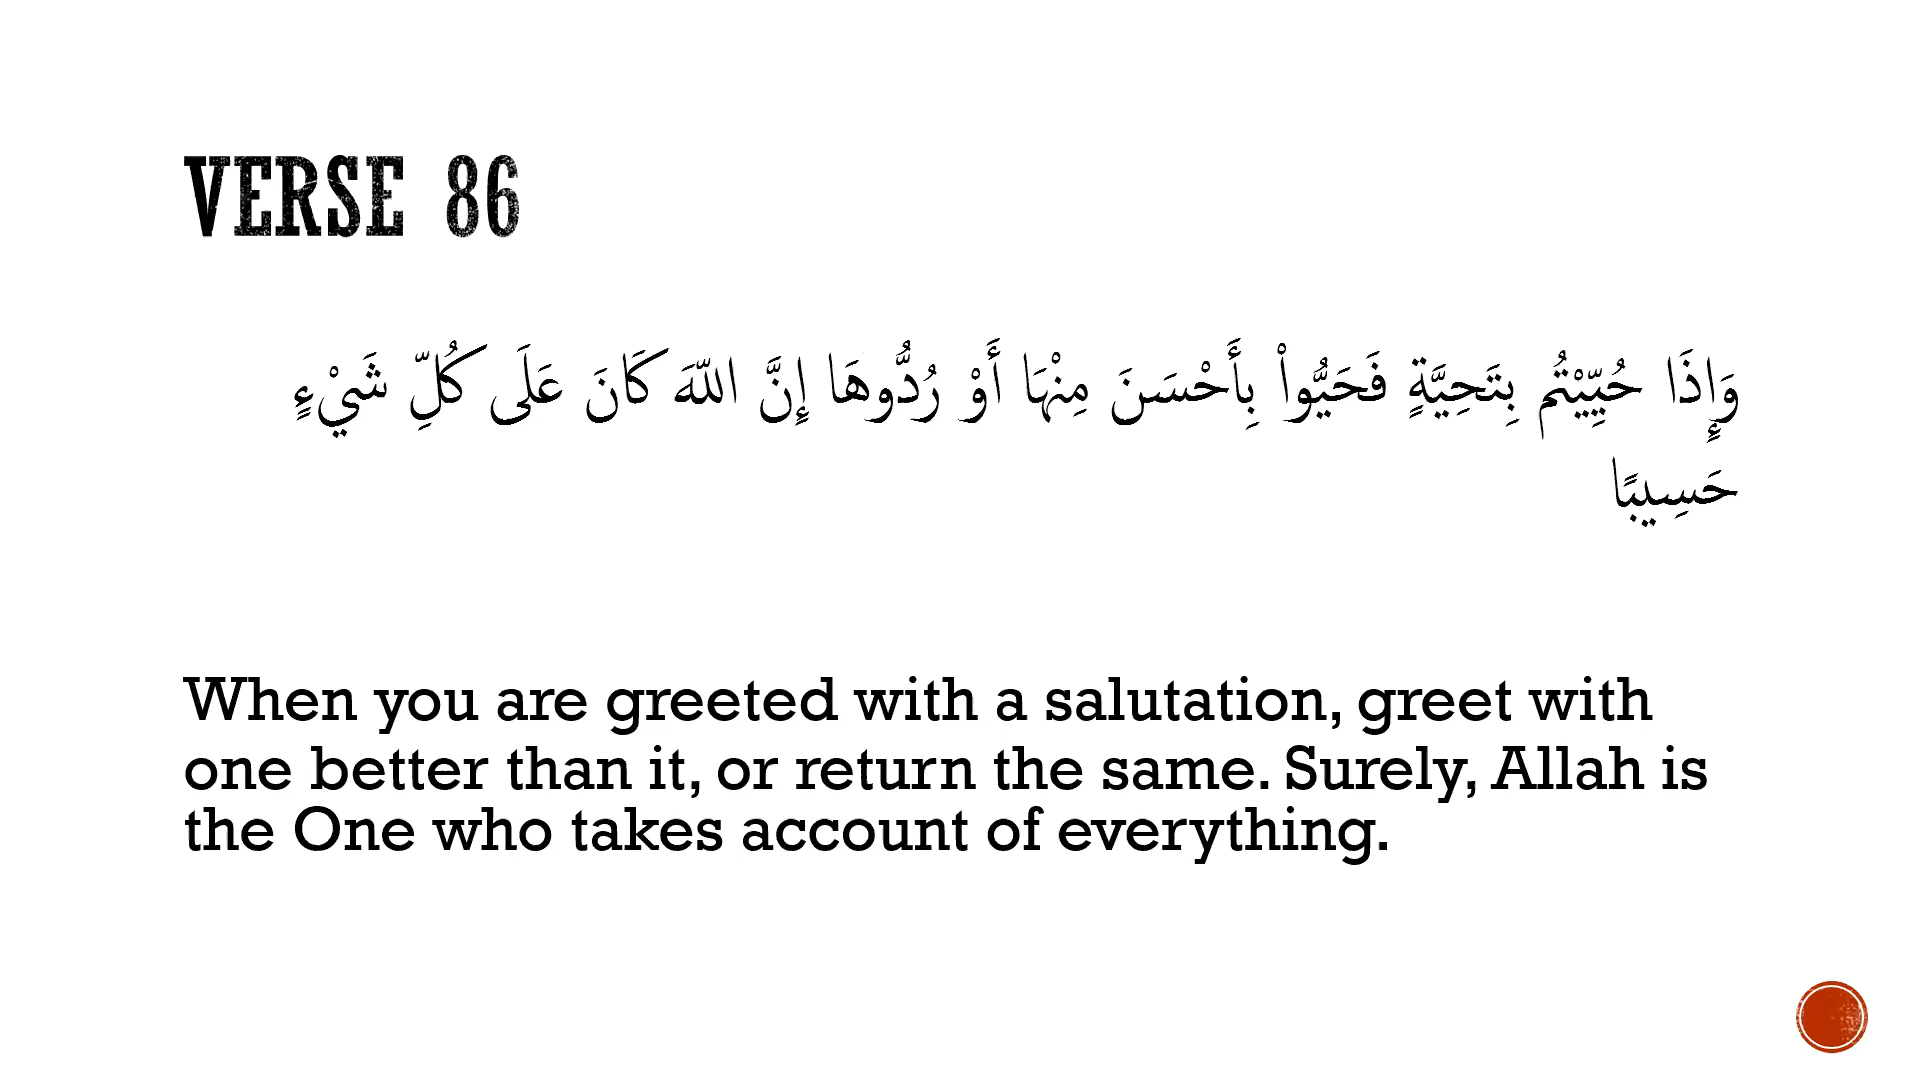 VERSE 86
وَإِذَا حُيِّيْتُم بِتَحِيَّةٍ فَحَيُّواْ بِأَحْسَنَ مِنْهَا أَوْ رُدُّوهَا إِنَّ اللّهَ كَانَ عَلَى كُلِّ شَيْءٍ
حَسِيبًا
When you are greeted with a salutation, greet with
one better than it, or return the same. Surely, Allah is
the One who takes account of everything.